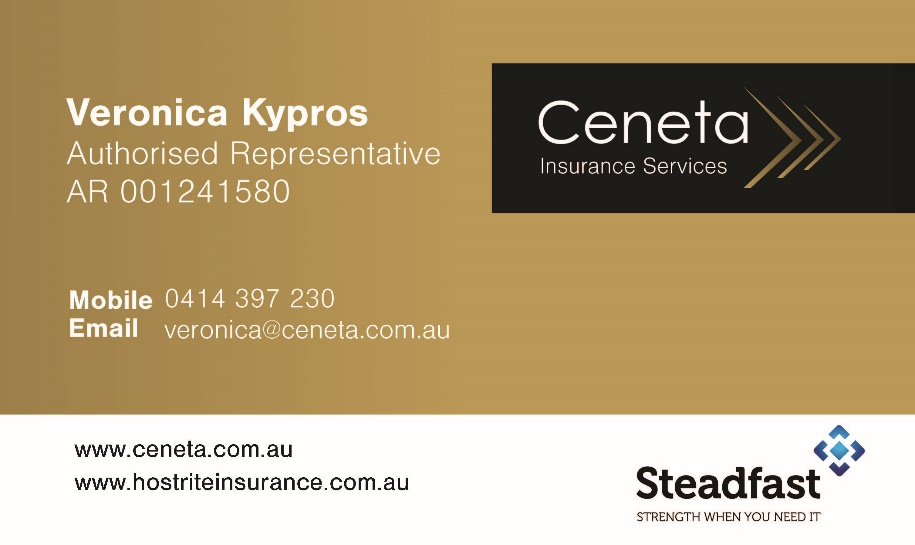 Veronica Kypros
Authorised Representative
AR 001241580
Ceneta
Insurance Services
Mobile 0414 397 230
Email veronica@ceneta.com.au
www.ceneta.com.au
www.hostriteinsurance.com.au
Steadfast
STRENGTH WHEN YOU NEED IT